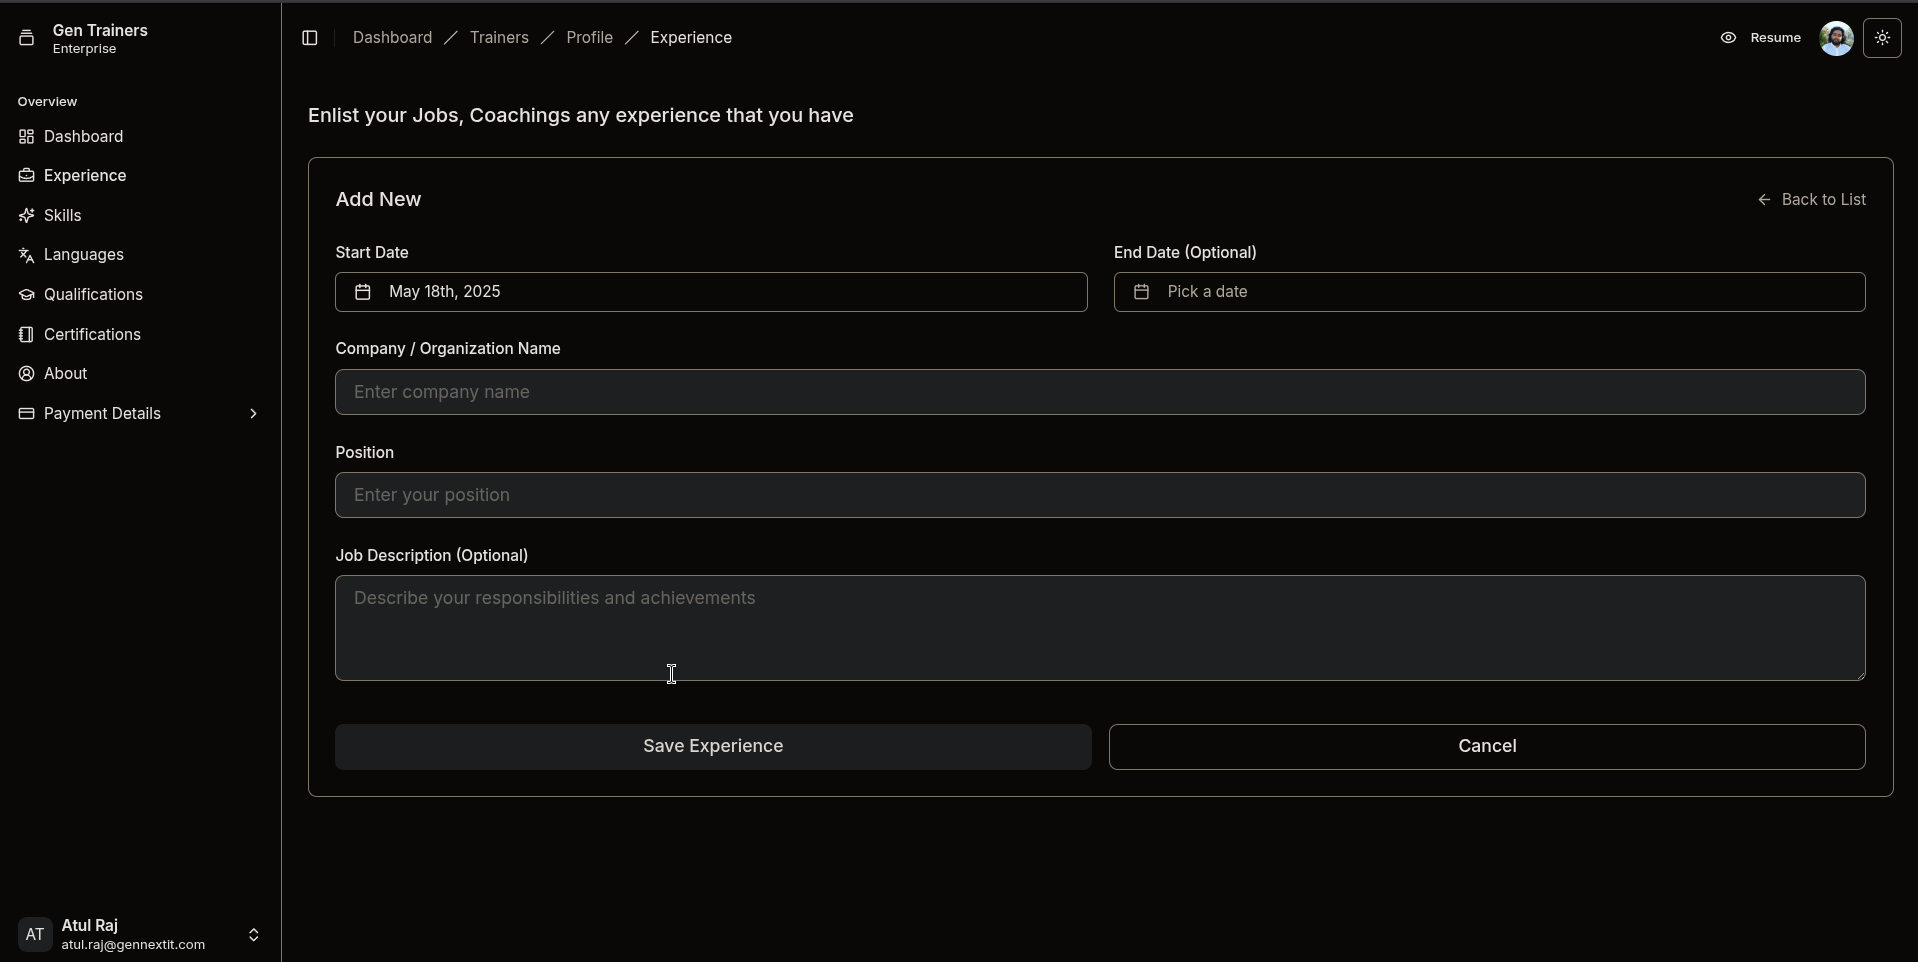 Gen Trainers
Enterprise
Overview
Dashboard
Experience
Skills
Languages
Qualifications
Certifications
About
Payment Details
AT
Atul Raj
atul.raj@gennextit.com
Dashboard / Trainers / Profile / Experience
Resume
Enlist your Jobs, Coachings any experience that you have
Add New
Back to List
Start Date
May 18th, 2025
End Date (Optional)
Pick a date
Company / Organization Name
Enter company name
Position
Enter your position
Job Description (Optional)
Describe your responsibilities and achievements
Save Experience
Cancel